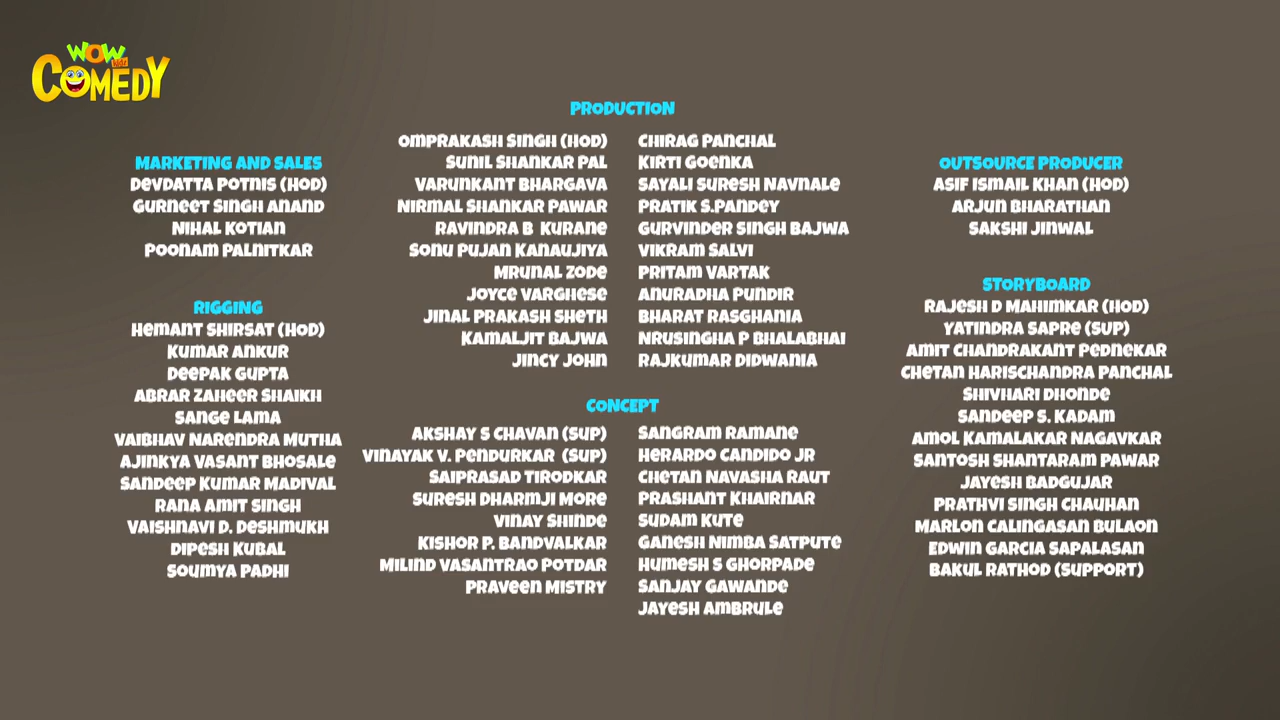 WOW
kidz
COMEDY
MARKETING AND SALES
DEVDATTA POTNIS (HOD)
GURNEET SINGH ANAND
NIHAL KOTIAN
POONAM PALNITKAR
RIGGING
HEMANT SHIRSAT (HOD)
KUMAR ANKUR
DEEPAK GUPTA
ABRAR ZAHEER SHAIKH
SANGE LAMA
VAIBHAV NARENDRA MUTHA
AJINKYA VASANT BHOSALE
SANDEEP KUMAR MADIVAL
RANA AMIT SINGH
VAISHNAVI D. DESHMUKH
DIPESH KUBAL
SOUMYA PADHI
PRODUCTION
OMPRAKASH SINGH (HOD)
SUNIL SHANKAR PAL
VARUNKANT BHARGAVA
NIRMAL SHANKAR PAWAR
RAVINDRA B KURANE
SONU PUJAN KANAUJIYA
MRUNAL ZODE
JOYCE VARGHESE
JINAL PRAKASH SHETH
KAMALJIT BAJWA
JINCY JOHN
CHIRAG PANCHAL
KIRTI GOENKA
SAYALI SURESH NAVNALE
PRATIK S.PANDEY
GURVINDER SINGH BAJWA
VIKRAM SALVI
PRITAM VARTAK
ANURADHA PUNDIR
BHARAT RASGHANIA
NRUSINGHA P BHALABHAI
RAJKUMAR DIDWANIA
CONCEPT
AKSHAY S CHAVAN (SUP)
VINAYAK V. PENDURKAR (SUP)
SAIPRASAD TIRODKAR
SURESH DHARMJI MORE
VINAY SHINDE
KISHOR P. BANDVALKAR
MILIND VASANTRAO POTDAR
PRAVEEN MISTRY
SANGRAM RAMANE
HERARDO CANDIDO JR
CHETAN NAVASHA RAUT
PRASHANT KHAIRNAR
SUDAM KUTE
GANESH NIMBA SATPUTE
HUMESH S GHORPADE
SANJAY GAWANDE
JAYESH AMBRULE
OUTSOURCE PRODUCER
ASIF ISMAIL KHAN (HOD)
ARJUN BHARATHAN
SAKSHI JINWAL
STORYBOARD
RAJESH D MAHIMKAR (HOD)
YATINDRA SAPRE (SUP)
AMIT CHANDRAKANT PEDNEKAR
CHETAN HARISCHANDRA PANCHAL
SHIVHARI DHONDE
SANDEEP S. KADAM
AMOL KAMALAKAR NAGAVKAR
SANTOSH SHANTARAM PAWAR
JAYESH BADGUJAR
PRATHVI SINGH CHAUHAN
MARLON CALINGASAN BULAON
EDWIN GARCIA SAPALASAN
BAKUL RATHOD (SUPPORT)